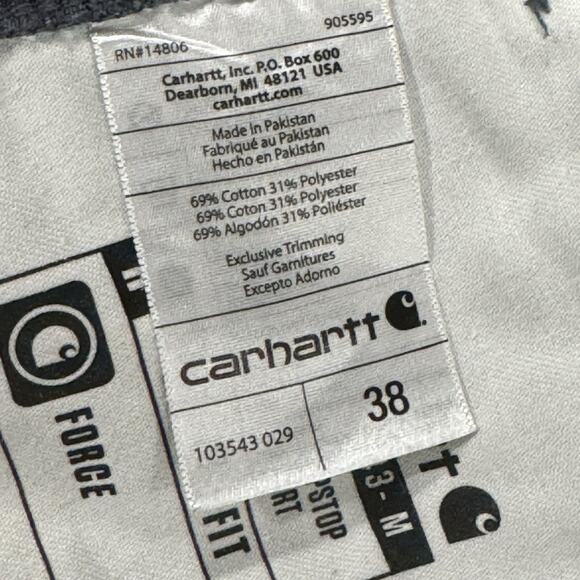 RN#14806 905595
Carhartt, Inc. P.O. Box 600
Dearborn, MI 48121 USA
carhartt.com
Made in Pakistan
Fabriqué au Pakistan
Hecho en Pakistán
69% Cotton 31% Polyester
69% Coton 31% Polyester
69% Algodón 31% Poliéster
Exclusive Trimming
Sauf Garnitures
Excepto Adorno
carhartt
103543 029 38
FORCE
FIT